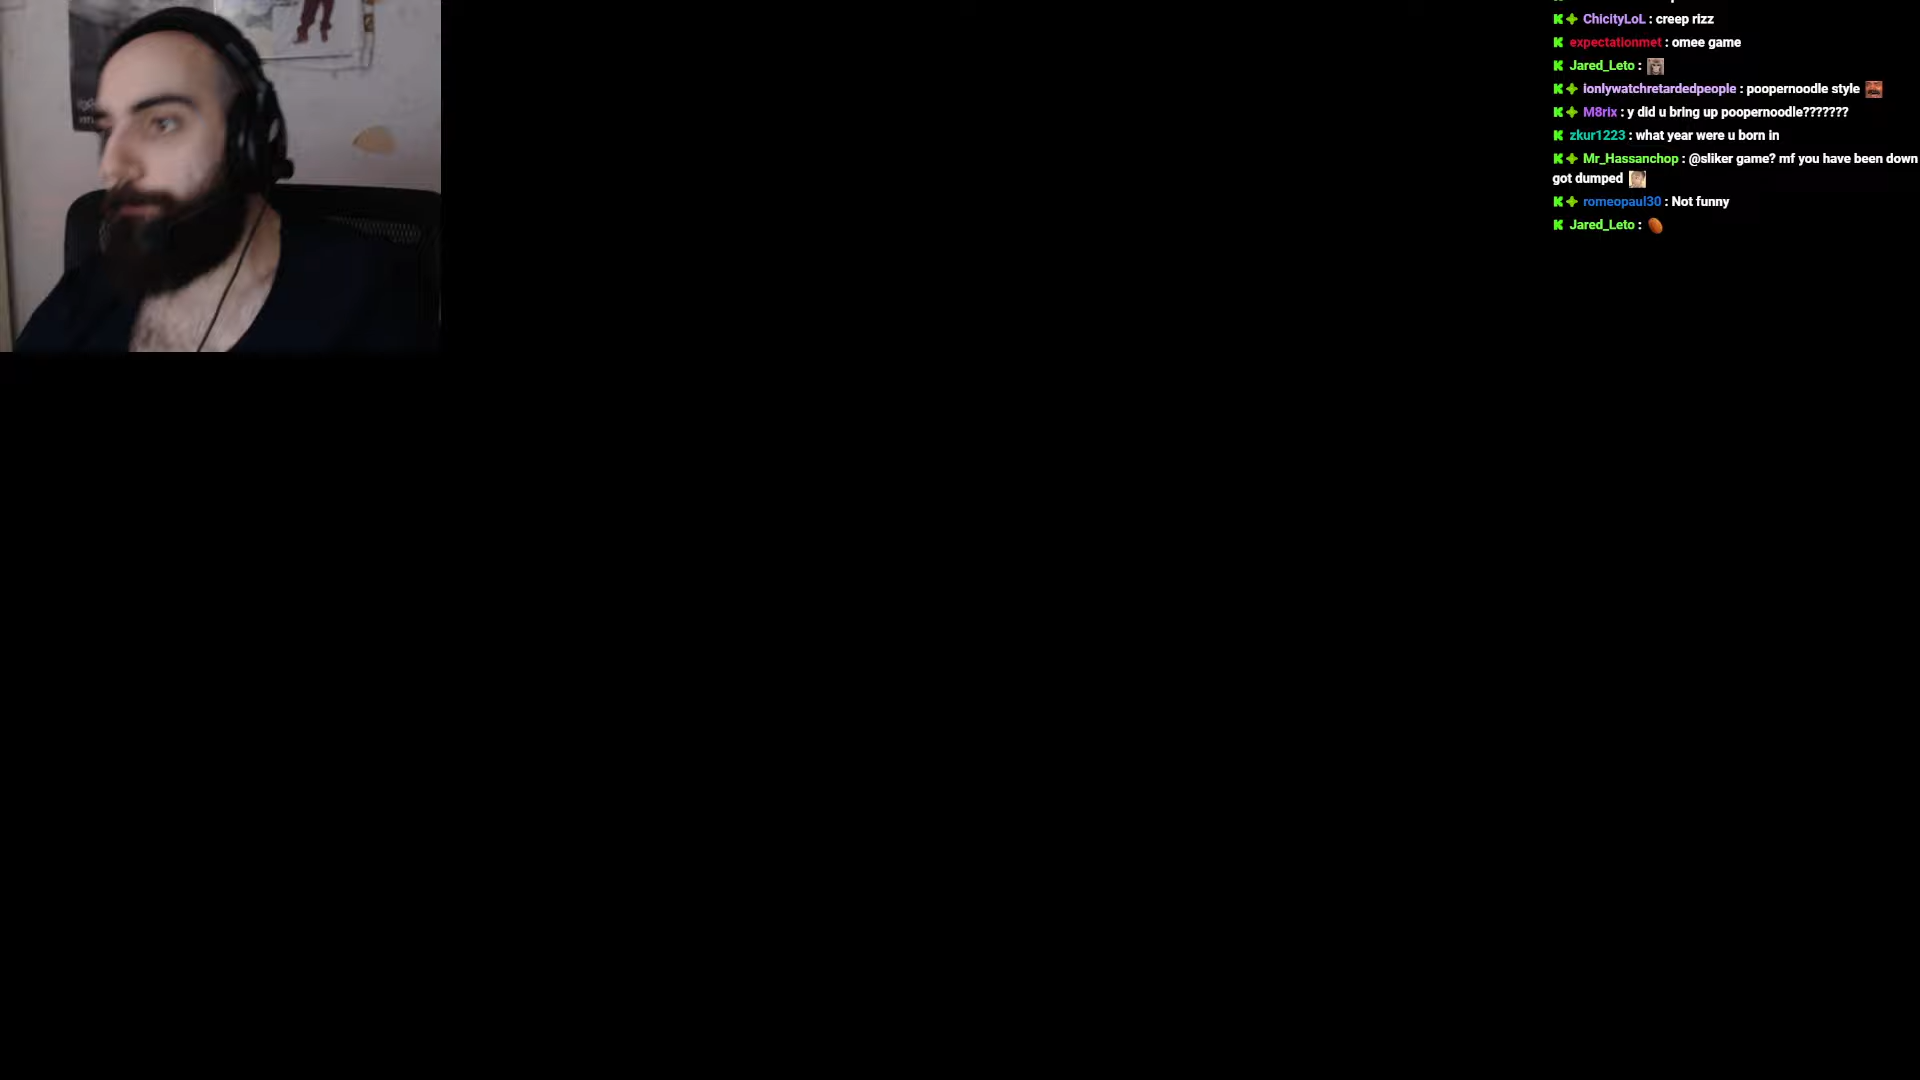 ChicityLoL : creep rizz
expectationmet : omee game
Jared_Leto :
ionlywatchretardedpeople : poopernoodle style
M8rix : y did u bring up poopernoodle???????
zkur1223 : what year were u born in
Mr_Hassanchop : @sliker game? mf you have been down
got dumped
romeopaul30 : Not funny
Jared_Leto :